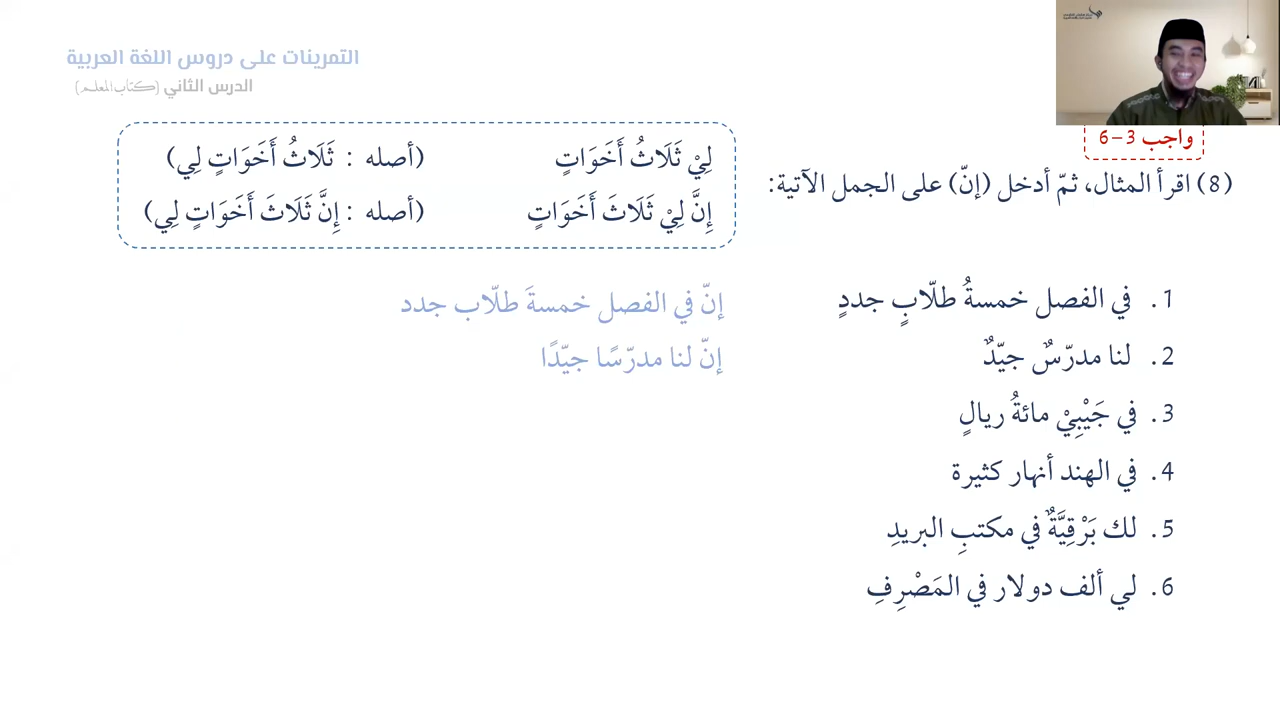 التمرينات على دروس اللغة العربية
الدرس الثاني (كتاب المعلم)
واجب 3-6
(8) اقرأ المثال، ثمّ أدخل (إنّ) على الجمل الآتية:
لِيْ ثَلَاثُ أَخَوَاتٍ (أصله : ثَلَاثُ أَخَوَاتٍ لِي)
إِنَّ لِيْ ثَلَاثَ أَخَوَاتٍ (أصله : إِنَّ ثَلَاثَ أَخَوَاتٍ لِي)
1. في الفصل خمسةُ طلّابٍ جددٍ إنّ في الفصل خمسةَ طلّاب جدد
2. لنا مدرّسٌ جيّدٌ إنّ لنا مدرّسًا جيّدًا
3. في جَيْبِيْ مائةُ ريالٍ
4. في الهند أنهار كثيرة
5. لك بَرْقِيَّةٌ في مكتبِ البريدِ
6. لي ألف دولار في المَصْرِفِ